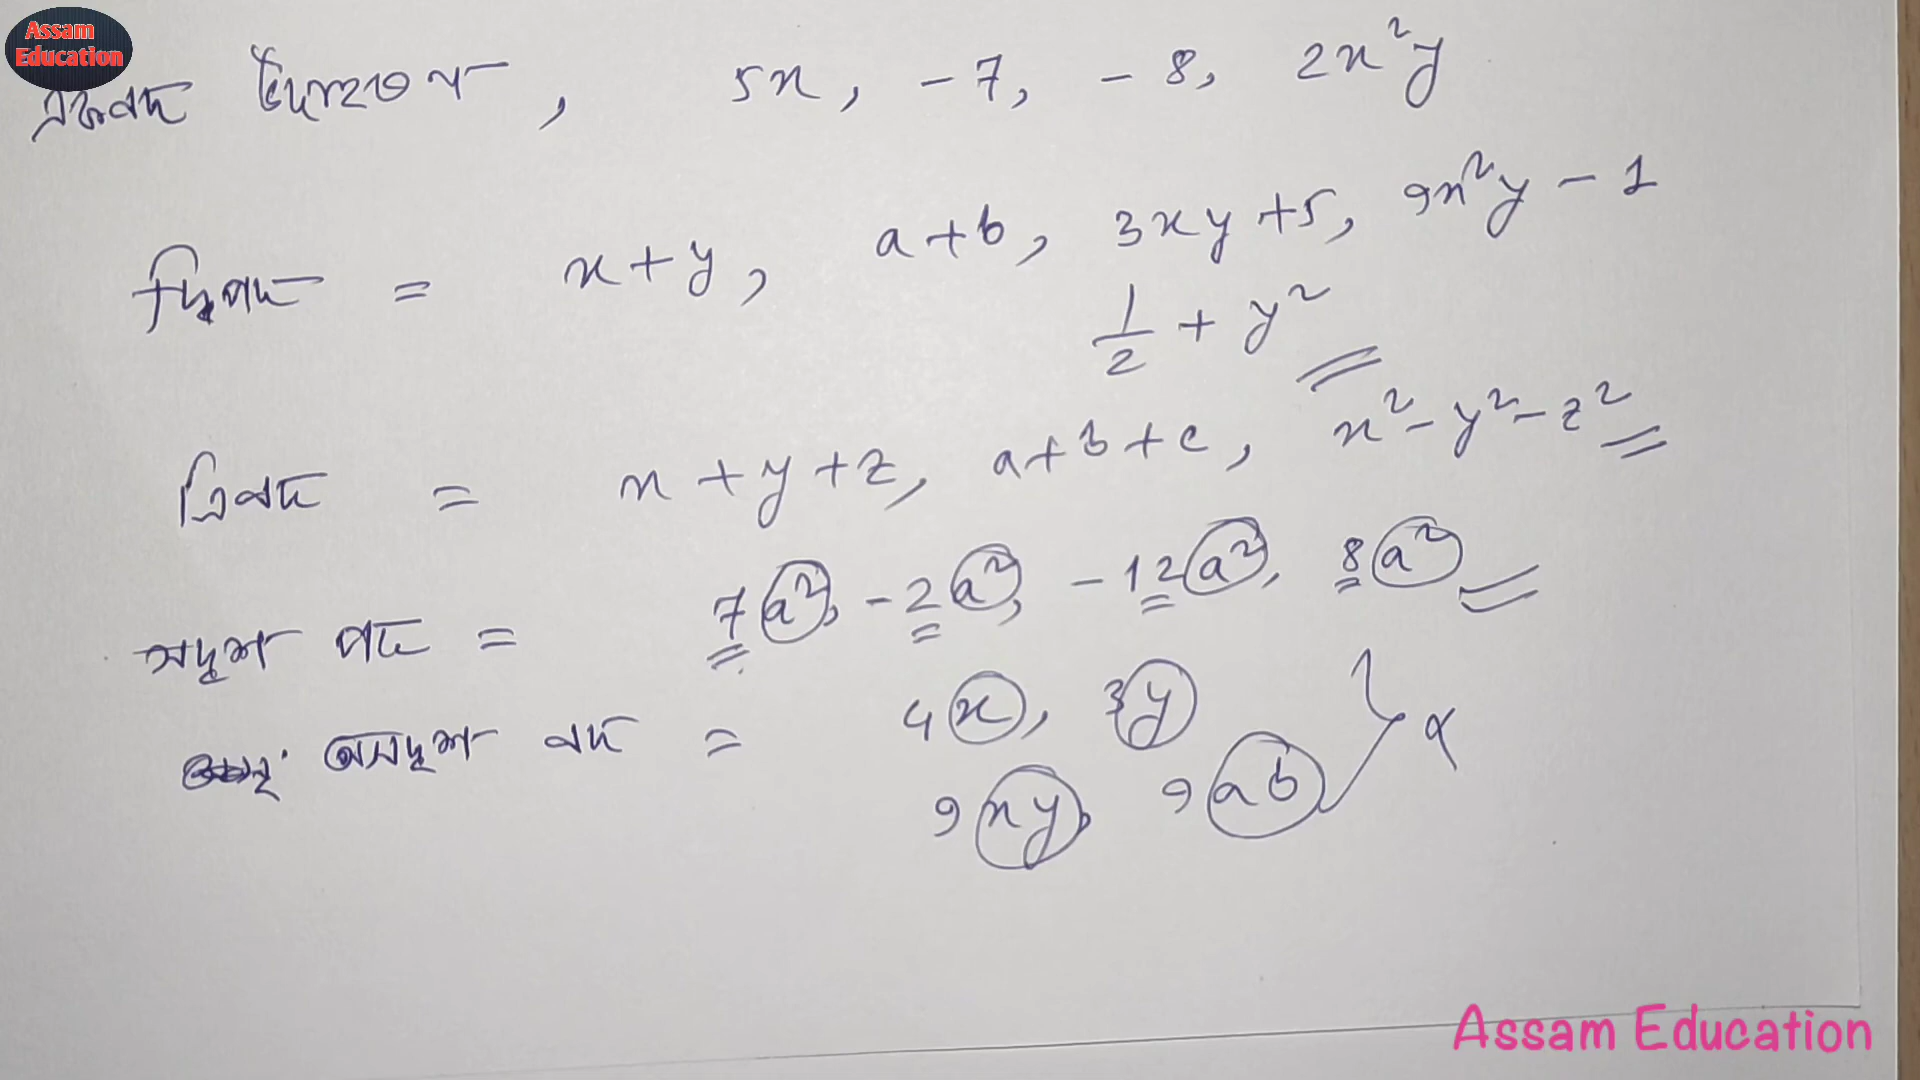 Assam
Education
একপদ উদাহৰণ, 5x, -7, -8, 2x²y
দ্বিপদ = x+y, a+b, 3xy+5, 9x²y-1
1/2 + y²
ত্ৰিপদ = x+y+z, a+b+c, x²-y²-z²
সদৃশ পদ = 7a², -2a², -12a², 8a²
অসদৃশ পদ = 4x, 3y
9xy, 9ab
Assam Education